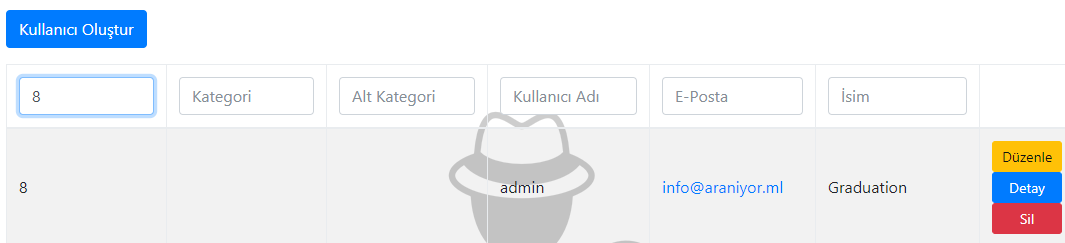 Kullanıcı Oluştur
8 Kategori Alt Kategori Kullanıcı Adı E-Posta İsim
Düzenle
8 admin info@araniyor.ml Graduation Detay
Sil